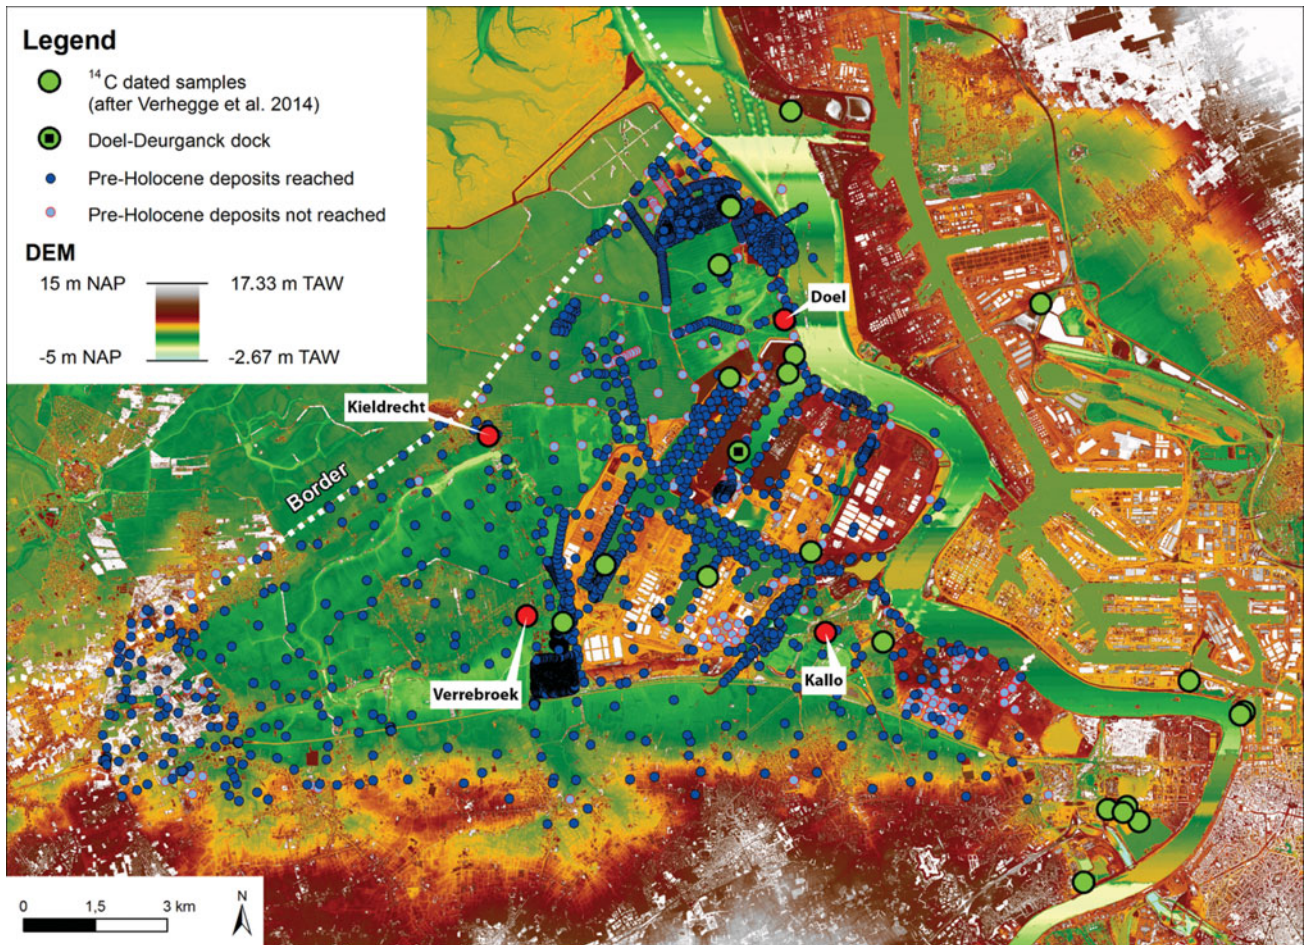 Legend
¹⁴C dated samples
(after Verhegge et al. 2014)
Doel-Deurganck dock
Pre-Holocene deposits reached
Pre-Holocene deposits not reached
DEM
15 m NAP 17.33 m TAW
-5 m NAP -2.67 m TAW
Doel
Kieldrecht
Border
Verrebroek
Kallo
0 1,5 3 km
N